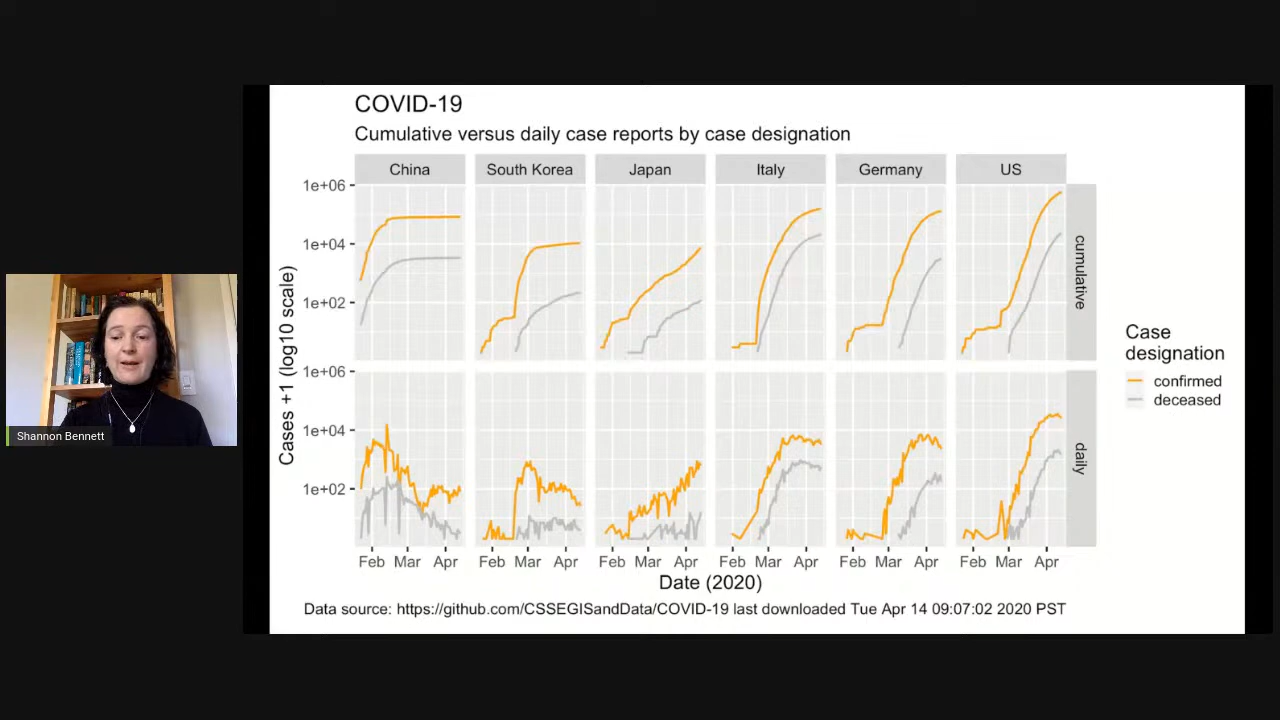 COVID-19
Cumulative versus daily case reports by case designation
China South Korea Japan Italy Germany US
1e+06
1e+04
1e+02
cumulative
1e+06
1e+04
1e+02
daily
Cases +1 (log10 scale)
Feb Mar Apr Feb Mar Apr Feb Mar Apr Feb Mar Apr Feb Mar Apr Feb Mar Apr
Date (2020)
Data source: https://github.com/CSSEGISandData/COVID-19 last downloaded Tue Apr 14 09:07:02 2020 PST
Case
designation
confirmed
deceased
Shannon Bennett